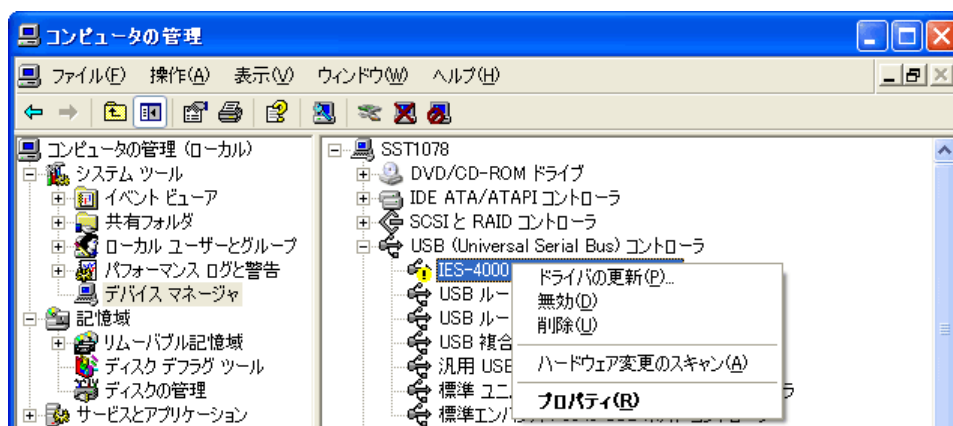 コンピュータの管理
ファイル(F) 操作(A) 表示(V) ウィンドウ(W) ヘルプ(H)
コンピュータの管理 (ローカル)
システム ツール
イベント ビューア
共有フォルダ
ローカル ユーザーとグループ
パフォーマンス ログと警告
デバイス マネージャ
記憶域
リムーバブル記憶域
ディスク デフラグ ツール
ディスクの管理
サービスとアプリケーション
SST1078
DVD/CD-ROM ドライブ
IDE ATA/ATAPI コントローラ
SCSI と RAID コントローラ
USB (Universal Serial Bus) コントローラ
IES-4000
USB ルー
USB ルー
USB 複合
汎用 USB
標準 ユニ
標準エン
ドライバの更新(P)...
無効(D)
削除(U)
ハードウェア変更のスキャン(A)
プロパティ(R)